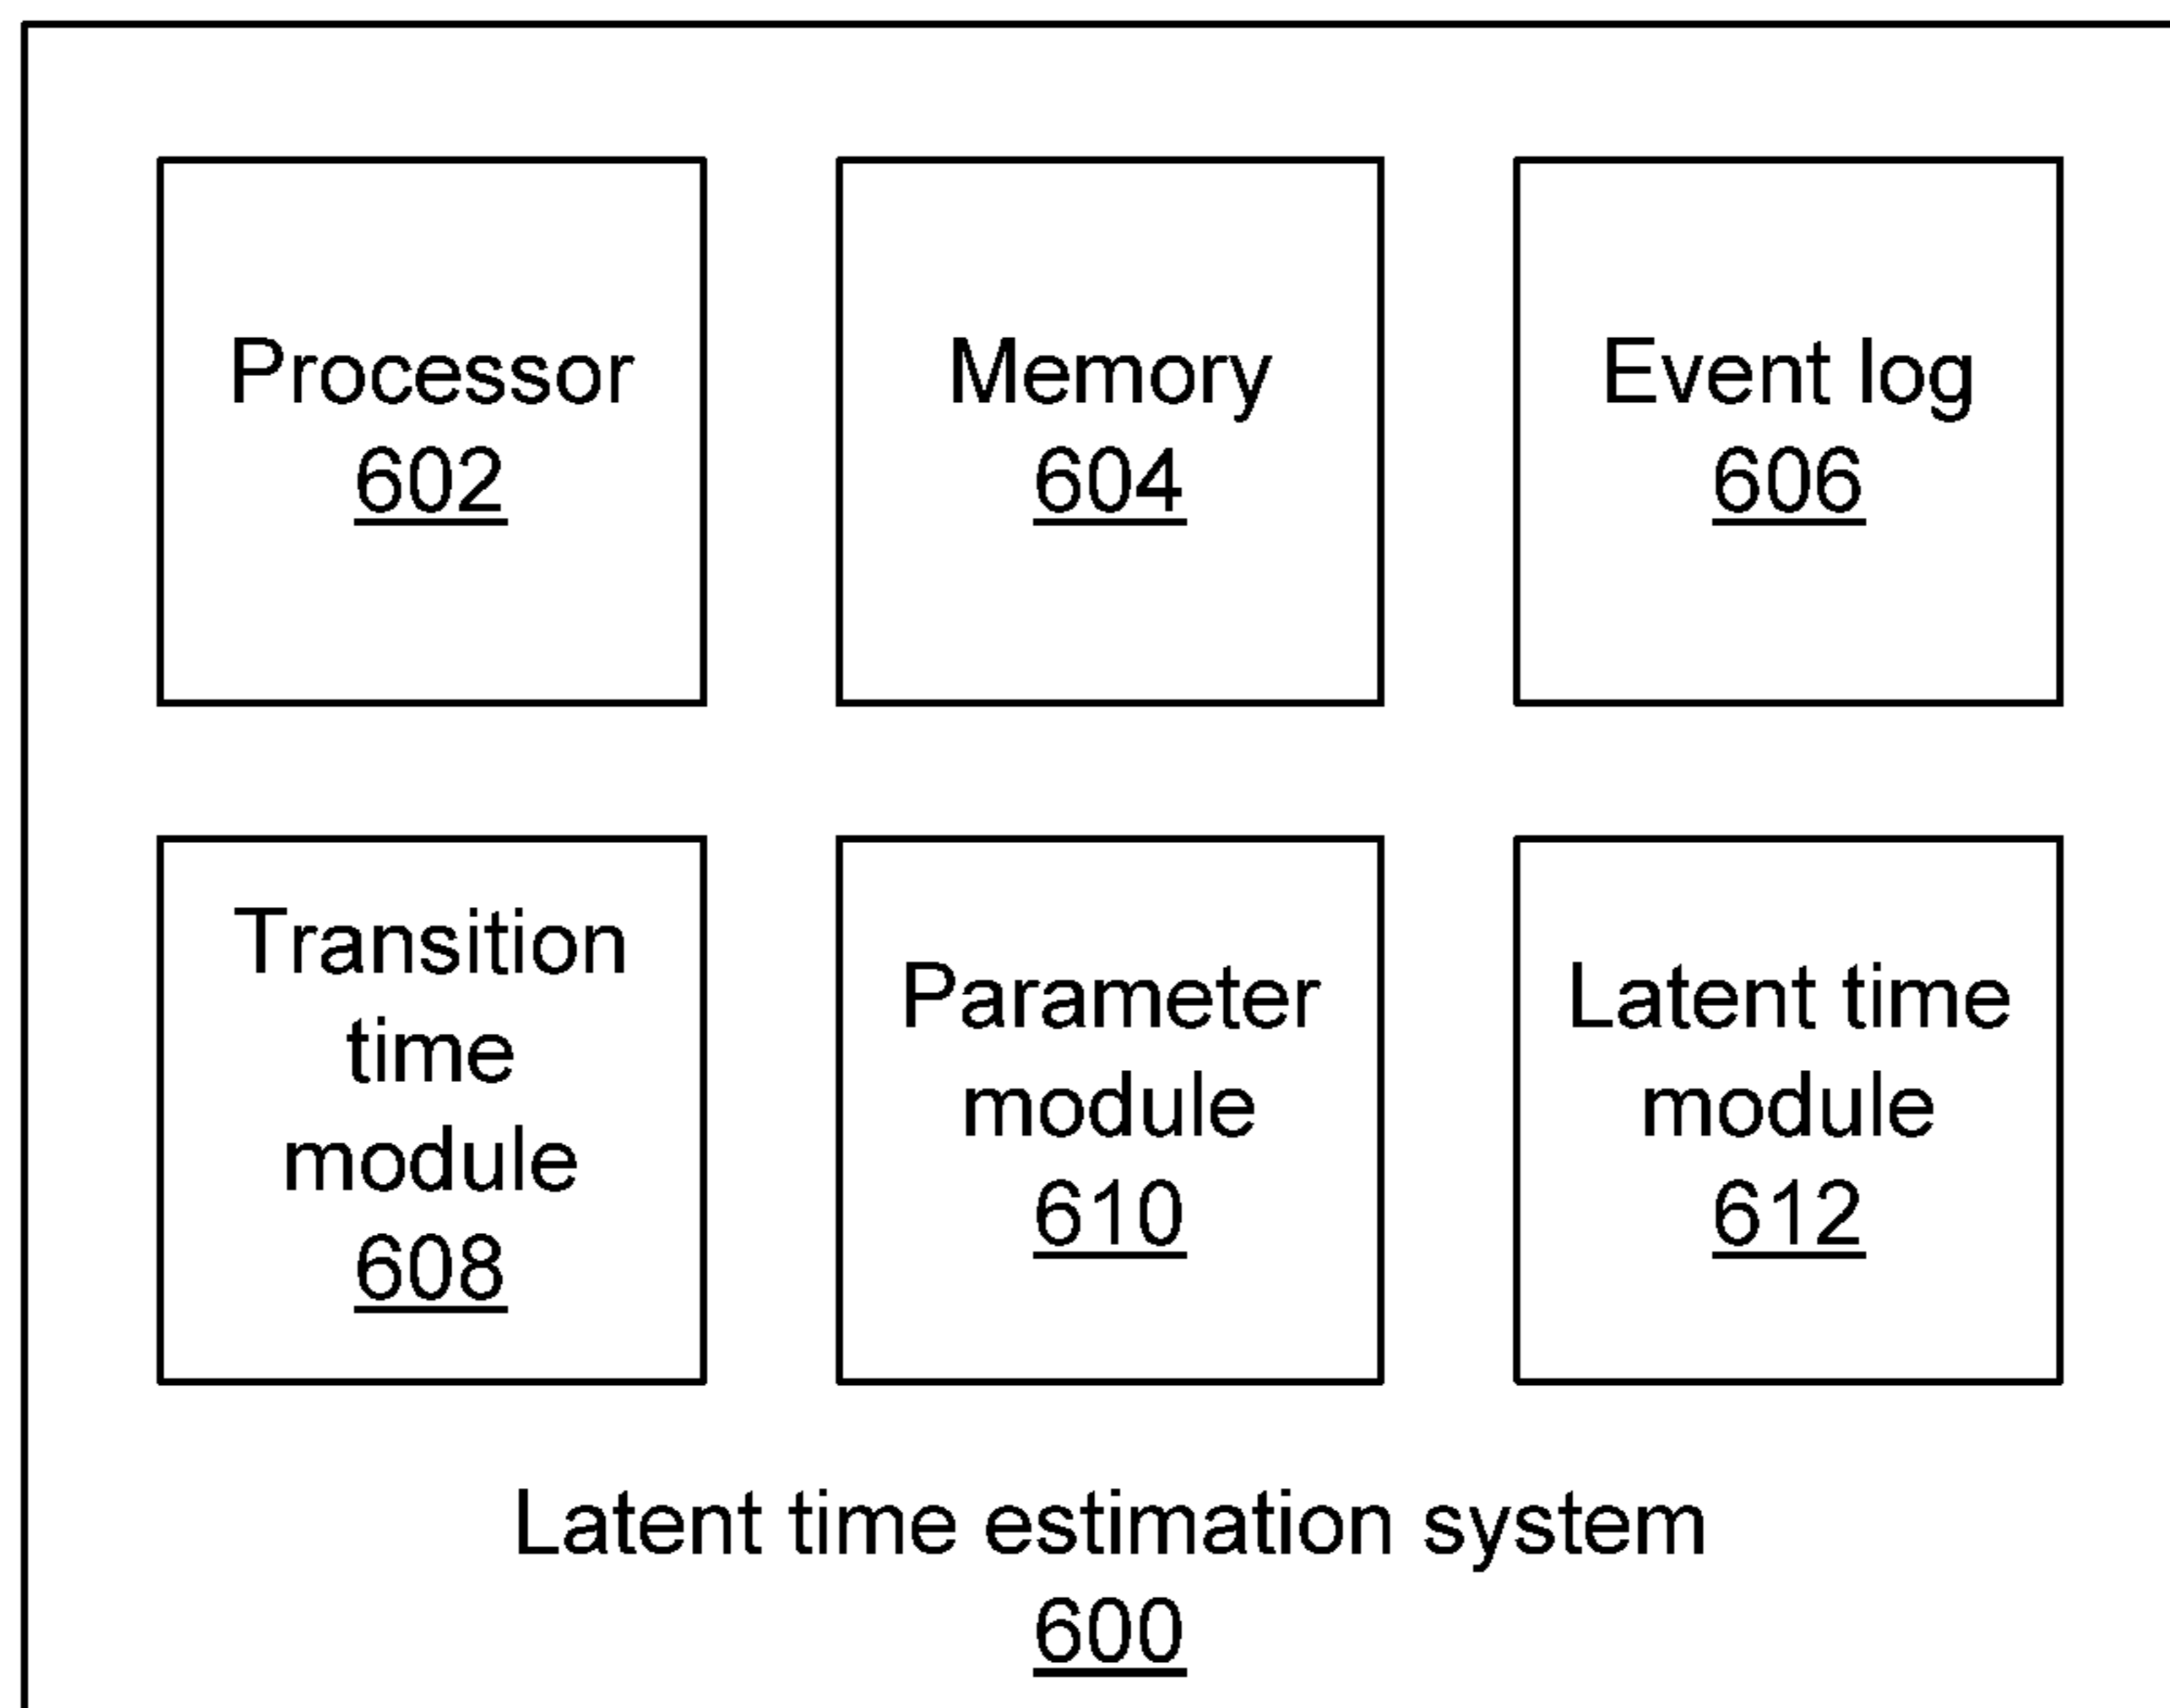 Processor
602
Memory
604
Event log
606
Transition
time
module
608
Parameter
module
610
Latent time
module
612
Latent time estimation system
600